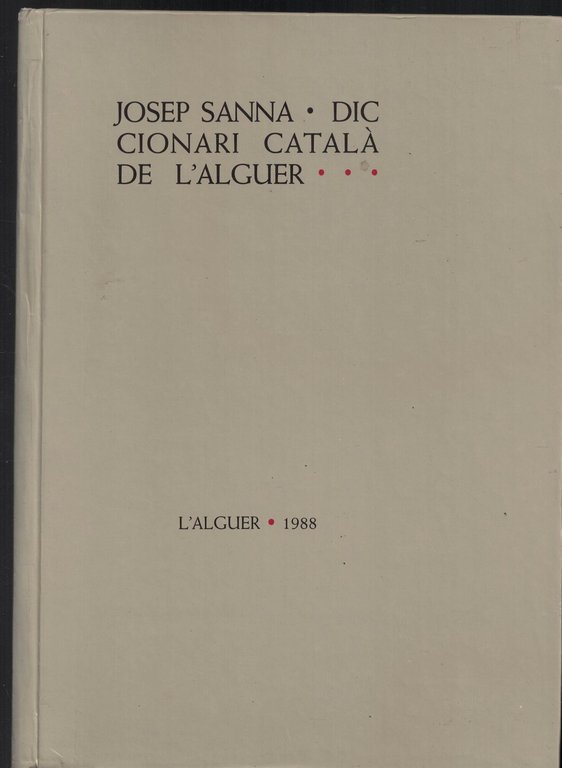 JOSEP SANNA • DIC
CIONARI CATALÀ
DE L'ALGUER • • •
L'ALGUER • 1988